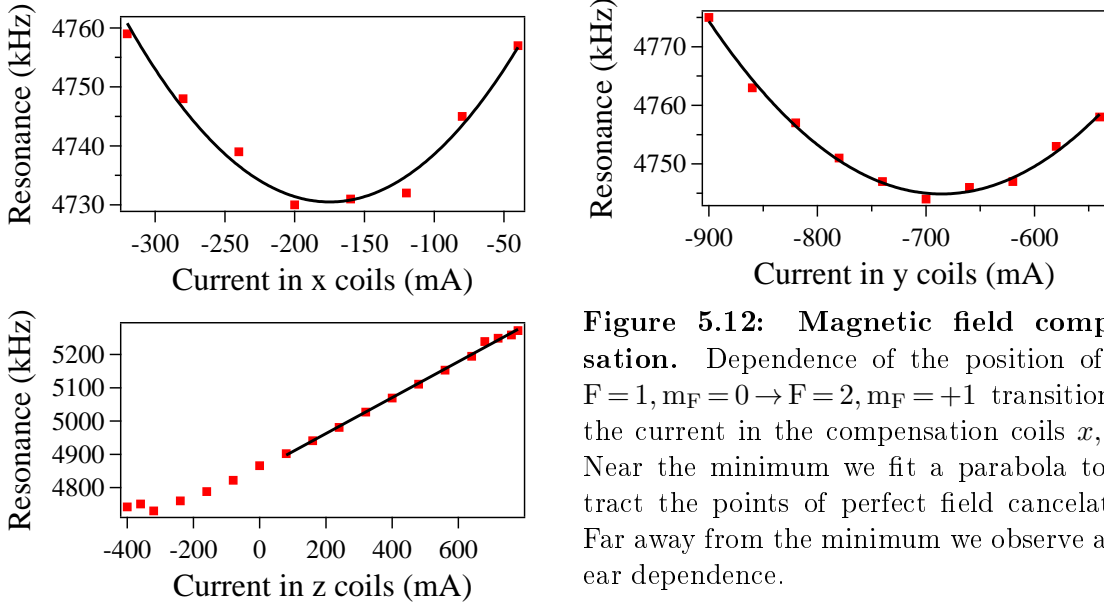 Resonance (kHz)
4760
4750
4740
4730
-300 -250 -200 -150 -100 -50
Current in x coils (mA)
Resonance (kHz)
4770
4760
4750
-900 -800 -700 -600
Current in y coils (mA)
Resonance (kHz)
5200
5100
5000
4900
4800
-400 -200 0 200 400 600
Current in z coils (mA)
Figure 5.12: Magnetic field comp
sation. Dependence of the position of
F = 1, mF = 0 → F = 2, mF = +1 transition
the current in the compensation coils x,
Near the minimum we fit a parabola to
tract the points of perfect field cancelat
Far away from the minimum we observe a
ear dependence.